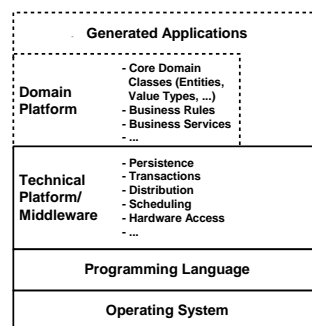 Generated Applications
Domain
Platform
- Core Domain
Classes (Entities,
Value Types, ...)
- Business Rules
- Business Services
- ...
Technical
Platform/
Middleware
- Persistence
- Transactions
- Distribution
- Scheduling
- Hardware Access
- ...
Programming Language
Operating System